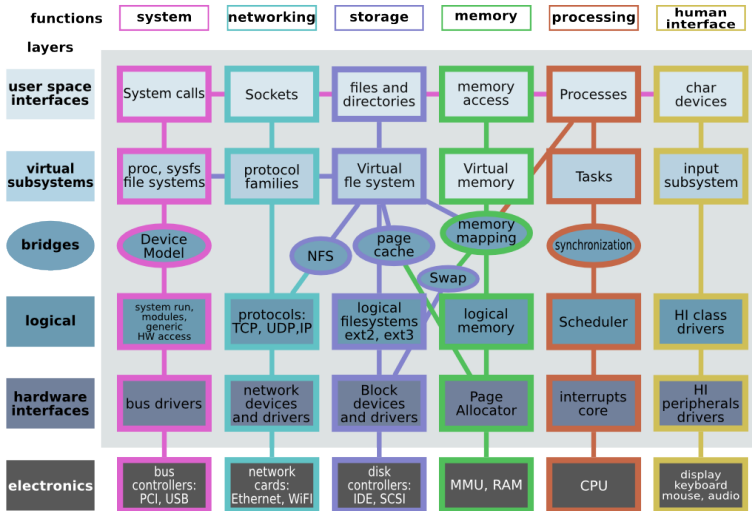 functions
system
networking
storage
memory
processing
human
interface
layers
user space
interfaces
System calls
Sockets
files and
directories
memory
access
Processes
char
devices
virtual
subsystems
proc, sysfs
file systems
protocol
families
Virtual
fle system
Virtual
memory
Tasks
input
subsystem
bridges
Device
Model
NFS
page
cache
memory
mapping
synchronization
Swap
logical
system run,
modules,
generic
HW access
protocols:
TCP, UDP,IP
logical
filesystems
ext2, ext3
logical
memory
Scheduler
HI class
drivers
hardware
interfaces
bus drivers
network
devices
and drivers
Block
devices
and drivers
Page
Allocator
interrupts
core
HI
peripherals
drivers
electronics
bus
controllers:
PCI, USB
network
cards:
Ethernet, WiFI
disk
controllers:
IDE, SCSI
MMU, RAM
CPU
display
keyboard
mouse, audio